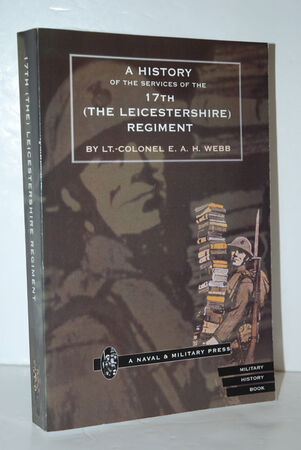 A HISTORY
OF THE SERVICES OF THE
17TH
(THE LEICESTERSHIRE)
REGIMENT
BY LT.-COLONEL E. A. H. WEBB
A NAVAL & MILITARY PRESS
MILITARY
HISTORY
BOOK
17TH (THE) LEICESTERSHIRE REGIMENT